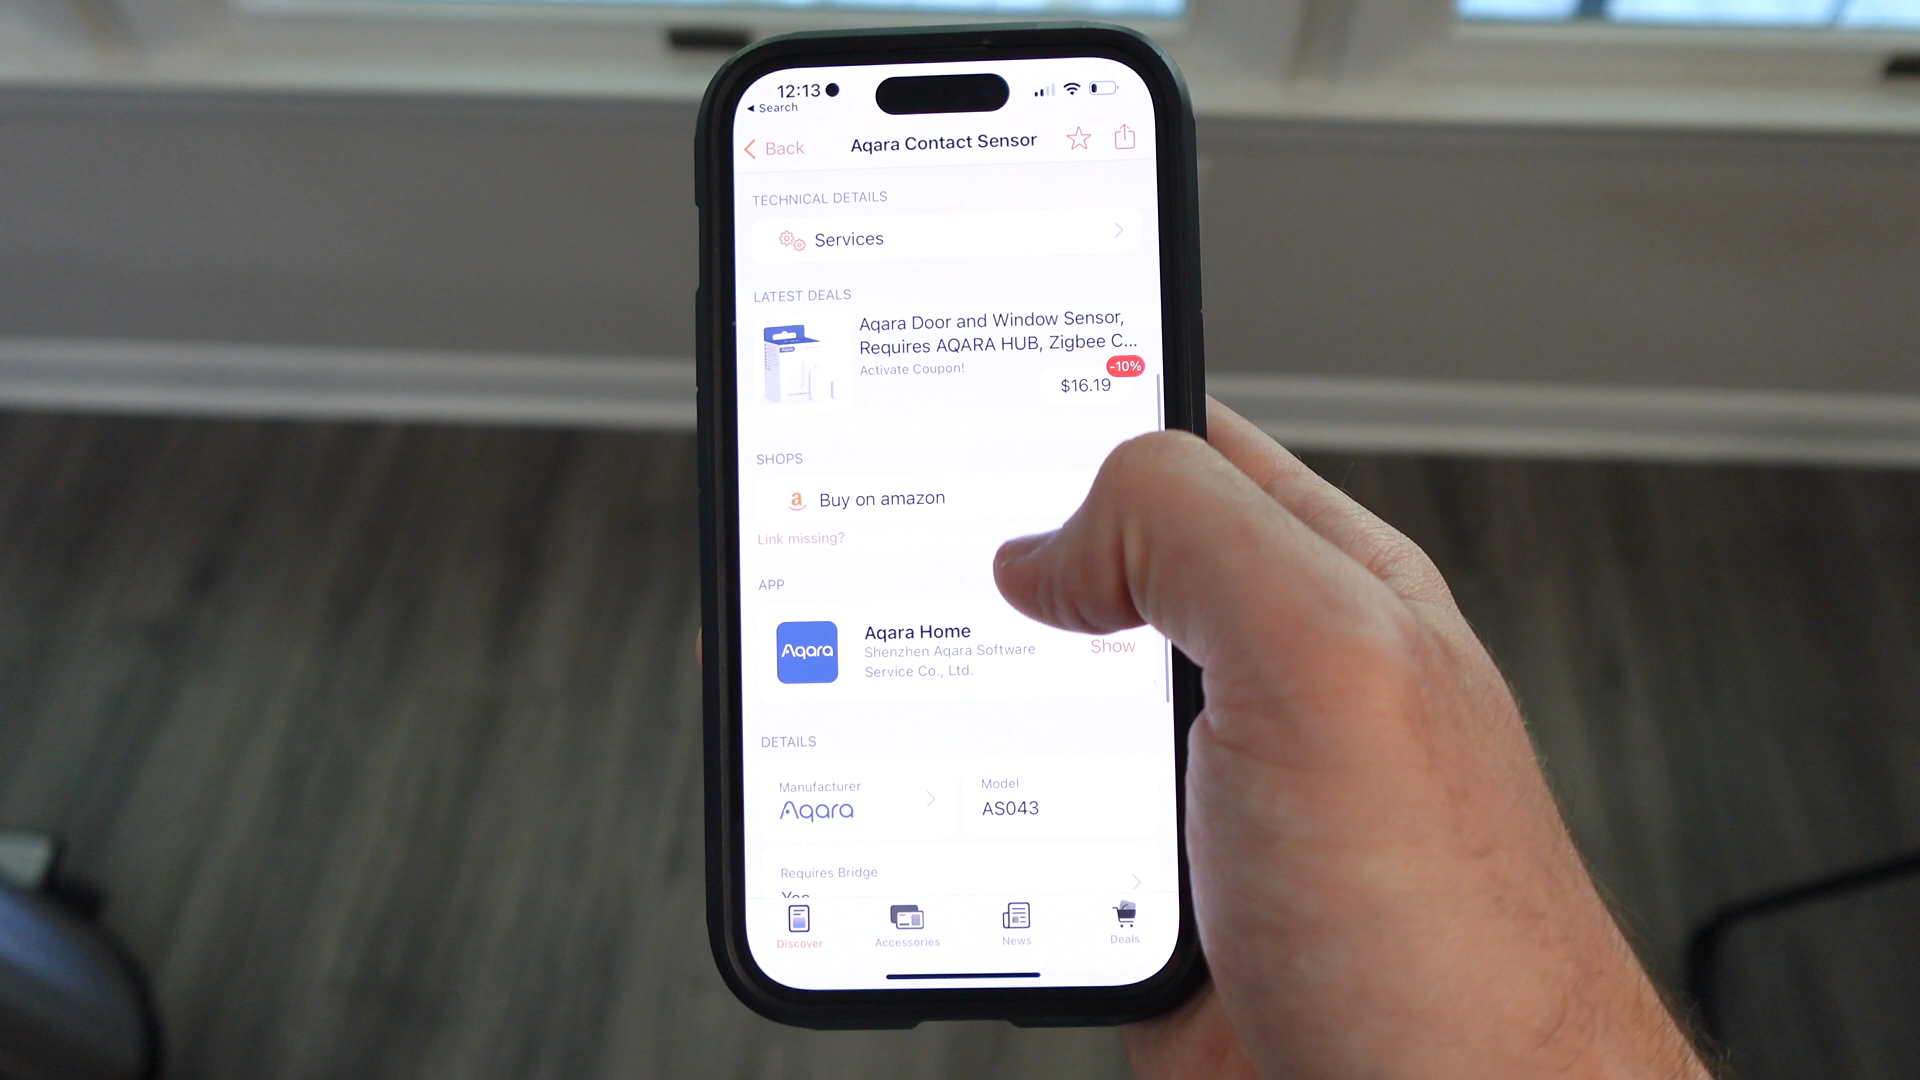 12:13
◀ Search
Back
Aqara Contact Sensor
TECHNICAL DETAILS
Services
LATEST DEALS
Aqara Door and Window Sensor,
Requires AQARA HUB, Zigbee C...
Activate Coupon!
-10%
$16.19
SHOPS
a Buy on amazon
Link missing?
APP
Aqara
Aqara Home
Shenzhen Aqara Software
Service Co., Ltd.
Show
DETAILS
Manufacturer
Aqara
Model
AS043
Requires Bridge
Yes
Discover
Accessories
News
Deals